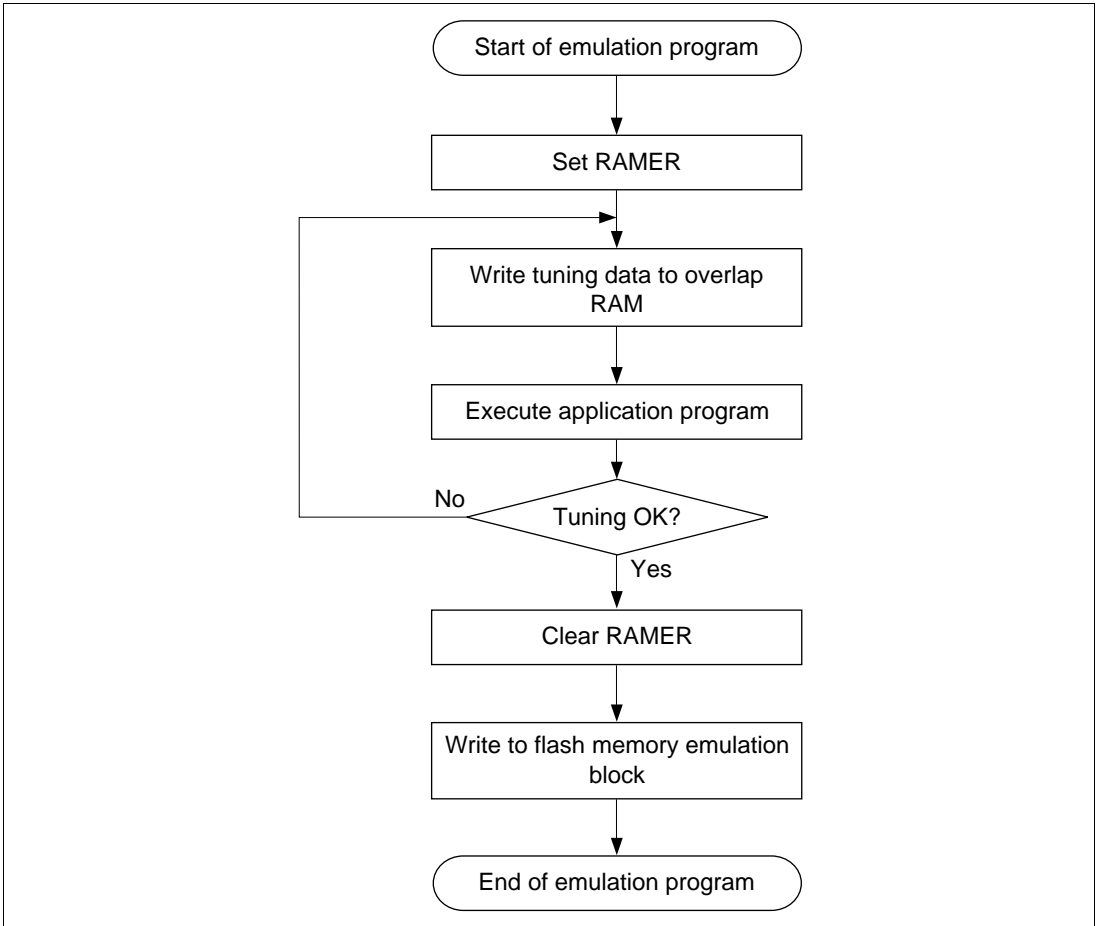 Start of emulation program
Set RAMER
Write tuning data to overlap
RAM
Execute application program
No
Tuning OK?
Yes
Clear RAMER
Write to flash memory emulation
block
End of emulation program